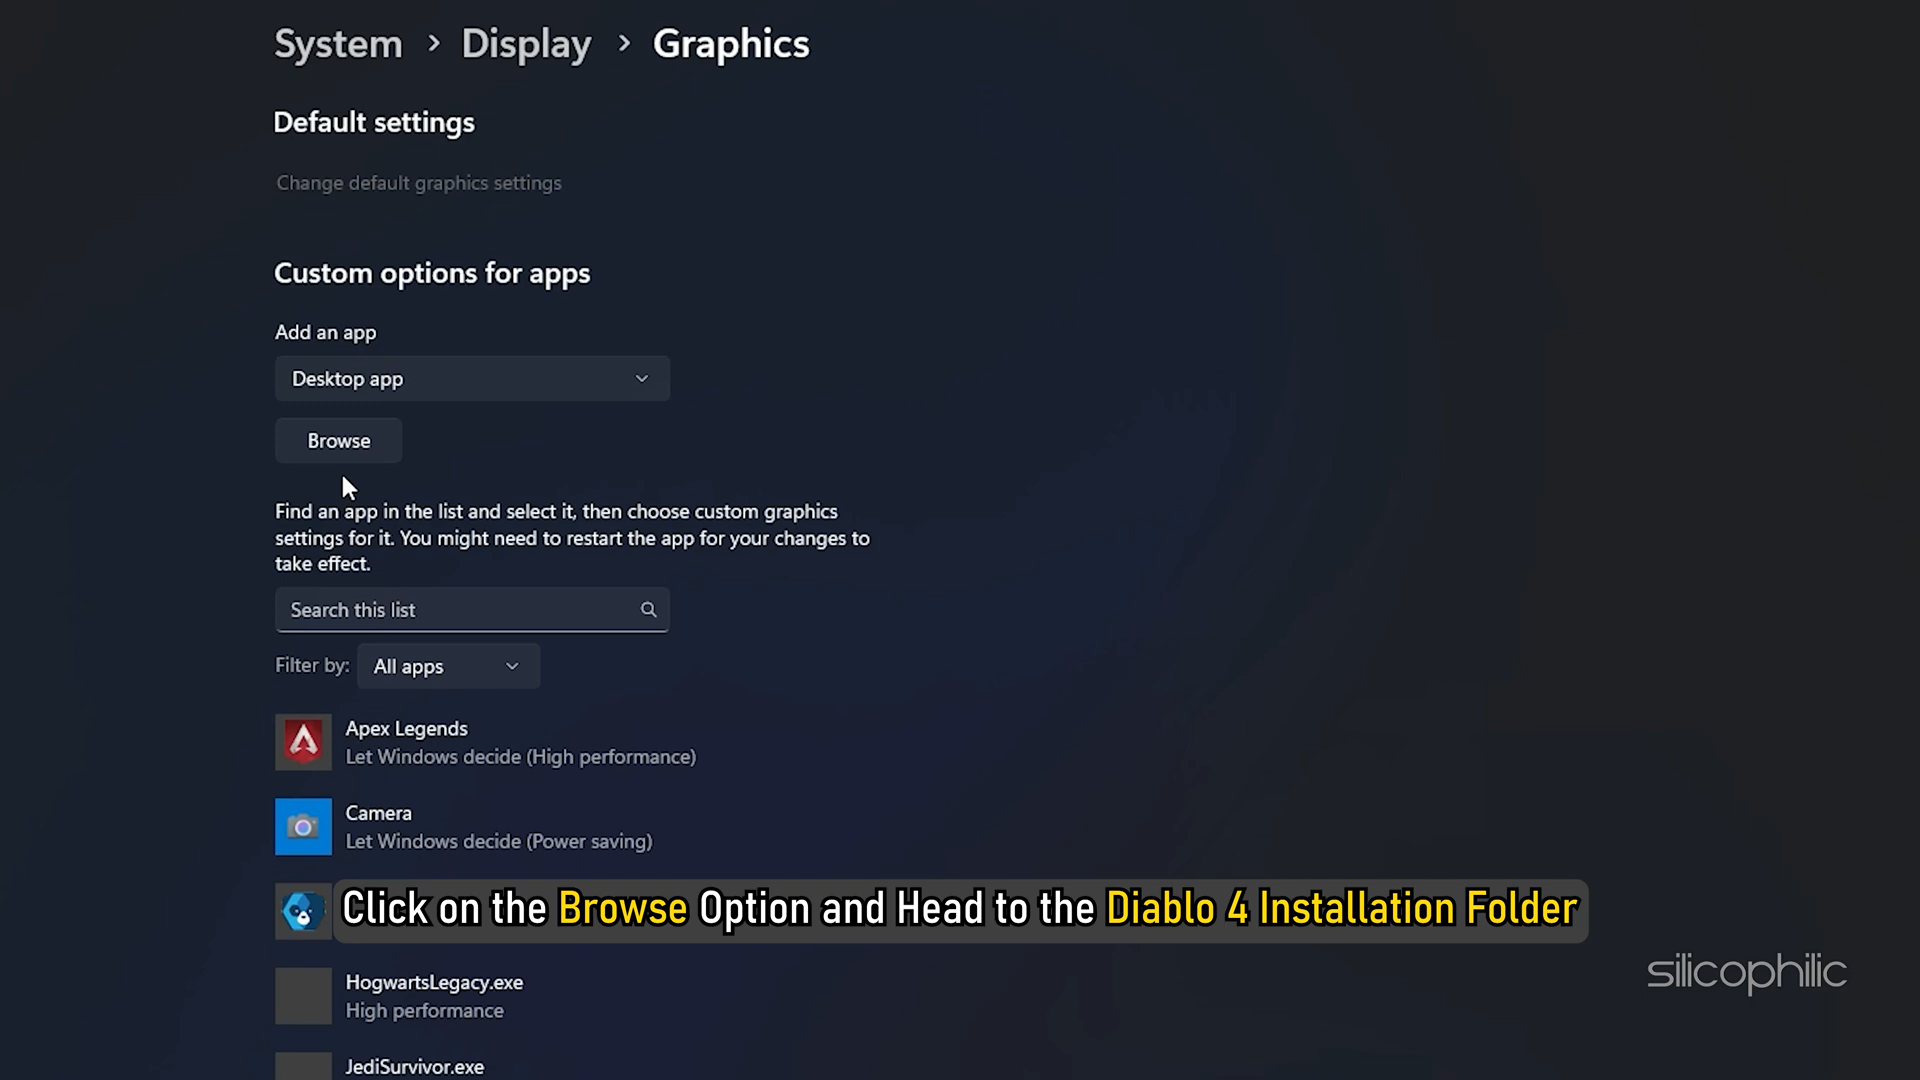 System > Display > Graphics
Default settings
Change default graphics settings
Custom options for apps
Add an app
Desktop app
Browse
Find an app in the list and select it, then choose custom graphics
settings for it. You might need to restart the app for your changes to
take effect.
Search this list
Filter by: All apps
Apex Legends
Let Windows decide (High performance)
Camera
Let Windows decide (Power saving)
Click on the Browse Option and Head to the Diablo 4 Installation Folder
silicophilic
HogwartsLegacy.exe
High performance
JediSurvivor.exe